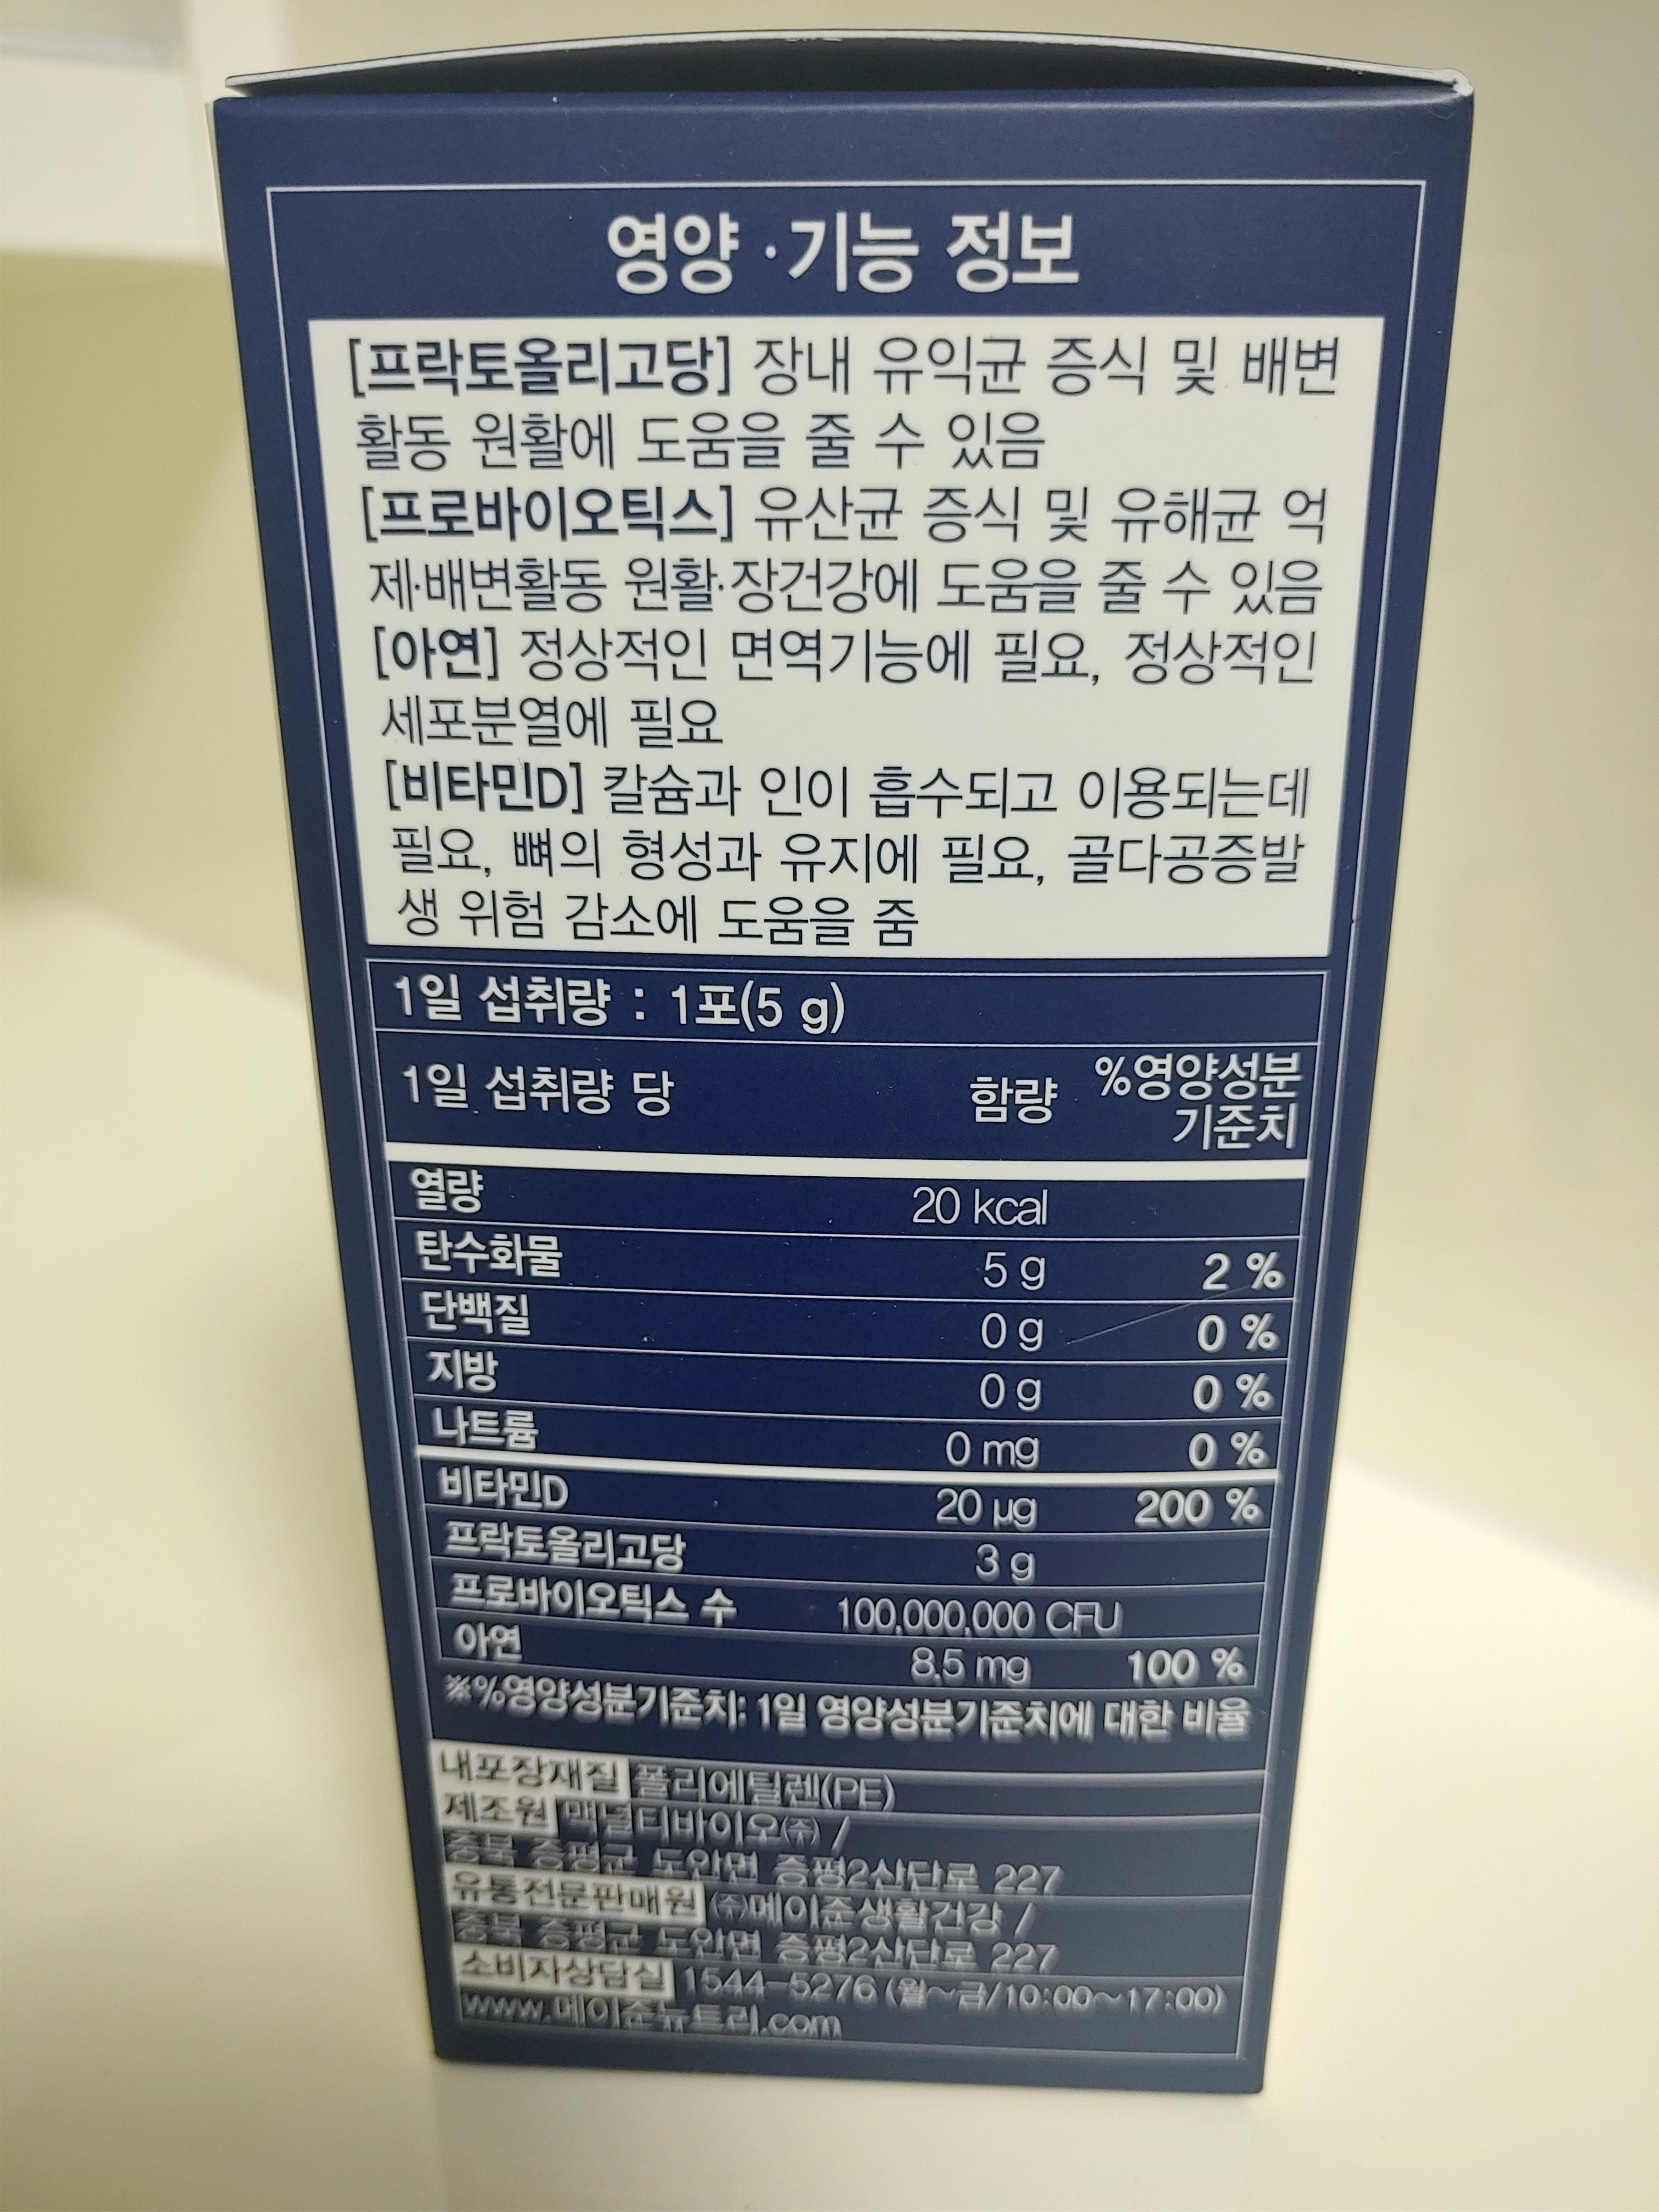 영양·기능 정보
[프락토올리고당] 장내 유익균 증식 및 배변
활동 원활에 도움을 줄 수 있음
[프로바이오틱스] 유산균 증식 및 유해균 억
제·배변활동 원활·장건강에 도움을 줄 수 있음
[아연] 정상적인 면역기능에 필요, 정상적인
세포분열에 필요
[비타민D] 칼슘과 인이 흡수되고 이용되는데
필요, 뼈의 형성과 유지에 필요, 골다공증발
생 위험 감소에 도움을 줌
1일 섭취량 : 1포(5 g)
1일 섭취량 당 함량 %영양성분
기준치
열량 20 kcal
탄수화물 5 g 2 %
단백질 0 g 0 %
지방 0 g 0 %
나트륨 0 mg 0 %
비타민D 20 µg 200 %
프락토올리고당 3 g
프로바이오틱스 수 100,000,000 CFU
아연 8.5 mg 100 %
※%영양성분기준치: 1일 영양성분기준치에 대한 비율
내포장재질 폴리에틸렌(PE)
제조원 맥널티바이오㈜ /
충북 증평군 도안면 증평2산단로 227
유통전문판매원 ㈜메이준생활건강 /
충북 증평군 도안면 증평2산단로 227
소비자상담실 1544-5276 (월~금/10:00~17:00)
www.메이준뉴트리.com